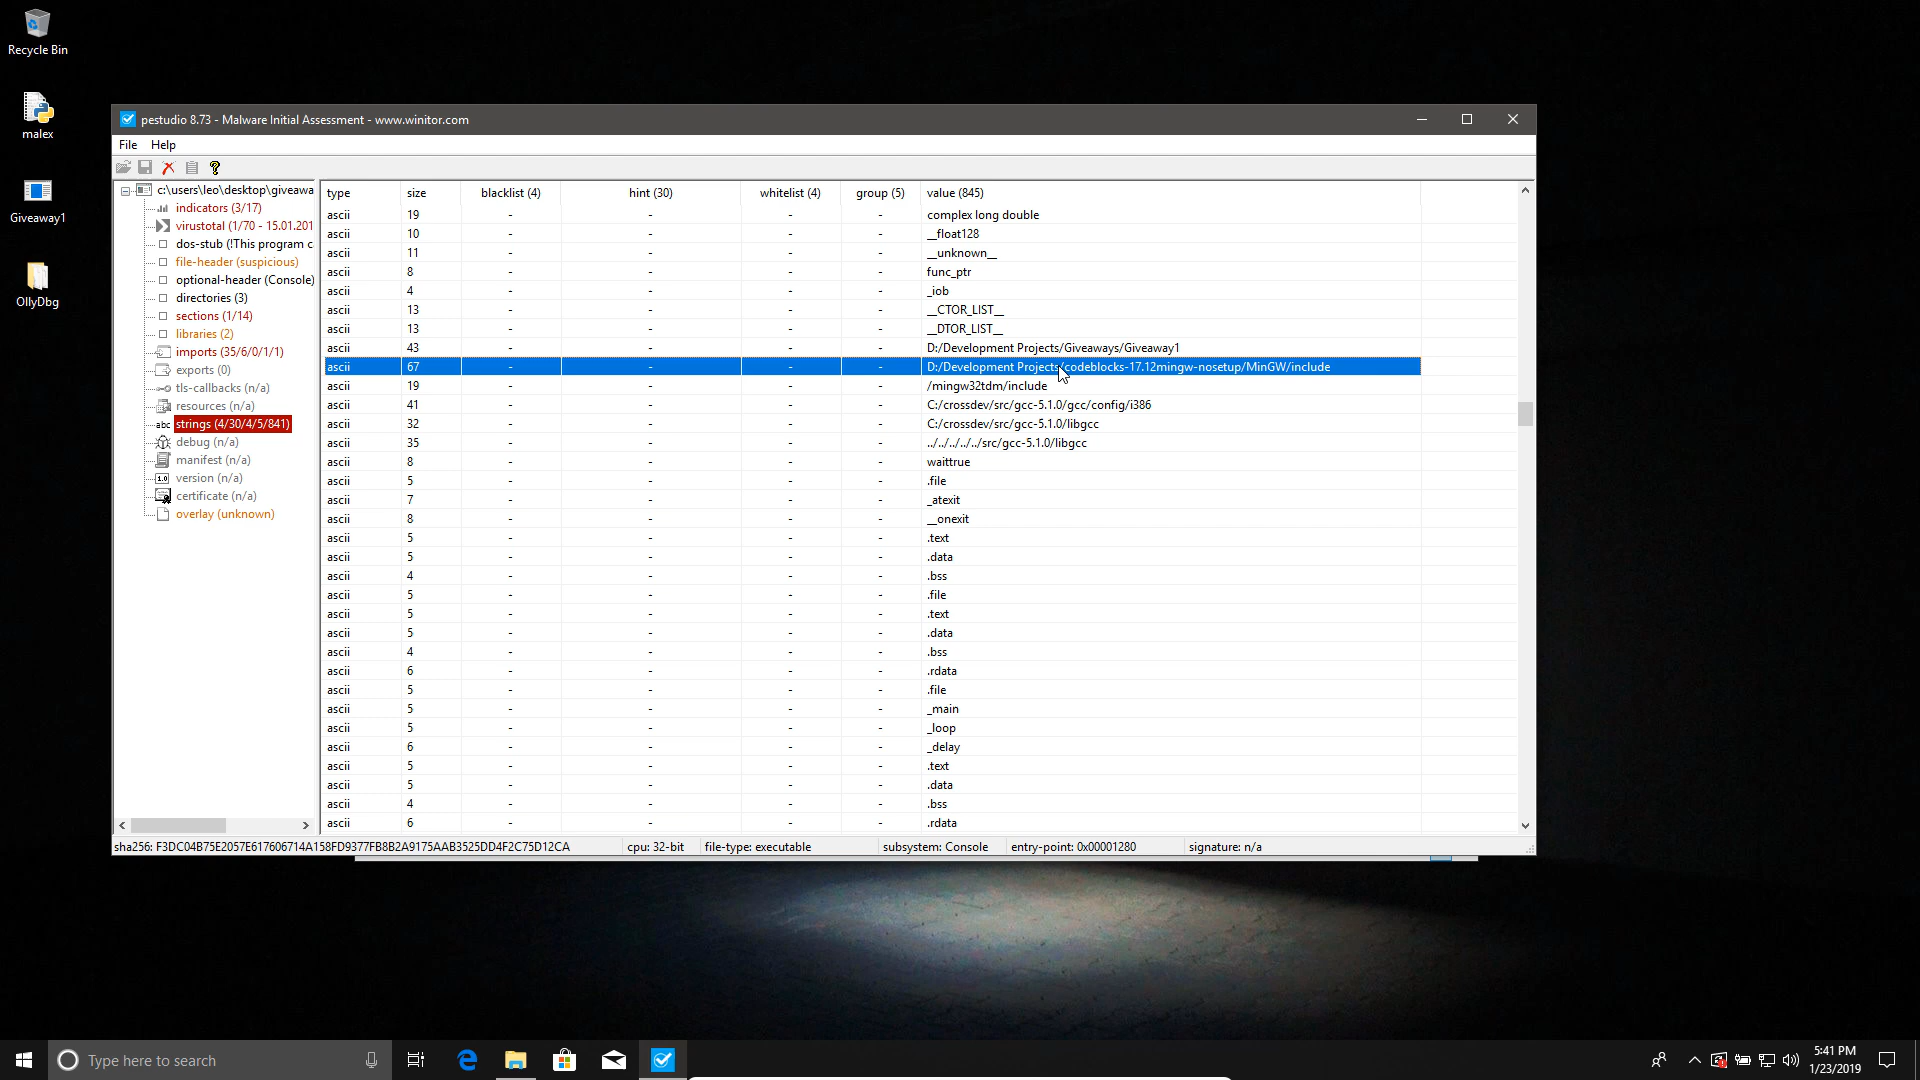 Recycle Bin
malex
Giveaway1
OllyDbg
pestudio 8.73 - Malware Initial Assessment - www.winitor.com
File Help
c:\users\leo\desktop\giveawa
indicators (3/17)
virustotal (1/70 - 15.01.201
dos-stub (!This program c
file-header (suspicious)
optional-header (Console)
directories (3)
sections (1/14)
libraries (2)
imports (35/6/0/1/1)
exports (0)
tls-callbacks (n/a)
resources (n/a)
abc strings (4/30/4/5/841)
debug (n/a)
manifest (n/a)
1.0 version (n/a)
certificate (n/a)
overlay (unknown)
type size blacklist (4) hint (30) whitelist (4) group (5) value (845)
ascii 19 - - - - complex long double
ascii 10 - - - - __float128
ascii 11 - - - - __unknown__
ascii 8 - - - - func_ptr
ascii 4 - - - - _iob
ascii 13 - - - - __CTOR_LIST__
ascii 13 - - - - __DTOR_LIST__
ascii 43 - - - - D:/Development Projects/Giveaways/Giveaway1
ascii 67 - - - - D:/Development Projects/codeblocks-17.12mingw-nosetup/MinGW/include
ascii 19 - - - - /mingw32tdm/include
ascii 41 - - - - C:/crossdev/src/gcc-5.1.0/gcc/config/i386
ascii 32 - - - - C:/crossdev/src/gcc-5.1.0/libgcc
ascii 35 - - - - ../../../../../src/gcc-5.1.0/libgcc
ascii 8 - - - - waittrue
ascii 5 - - - - .file
ascii 7 - - - - _atexit
ascii 8 - - - - __onexit
ascii 5 - - - - .text
ascii 5 - - - - .data
ascii 4 - - - - .bss
ascii 5 - - - - .file
ascii 5 - - - - .text
ascii 5 - - - - .data
ascii 4 - - - - .bss
ascii 6 - - - - .rdata
ascii 5 - - - - .file
ascii 5 - - - - _main
ascii 5 - - - - _loop
ascii 6 - - - - _delay
ascii 5 - - - - .text
ascii 5 - - - - .data
ascii 4 - - - - .bss
ascii 6 - - - - .rdata
sha256: F3DC04B75E2057E617606714A158FD9377FB8B2A9175AAB3525DD4F2C75D12CA cpu: 32-bit file-type: executable subsystem: Console entry-point: 0x00001280 signature: n/a
Type here to search
5:41 PM
1/23/2019